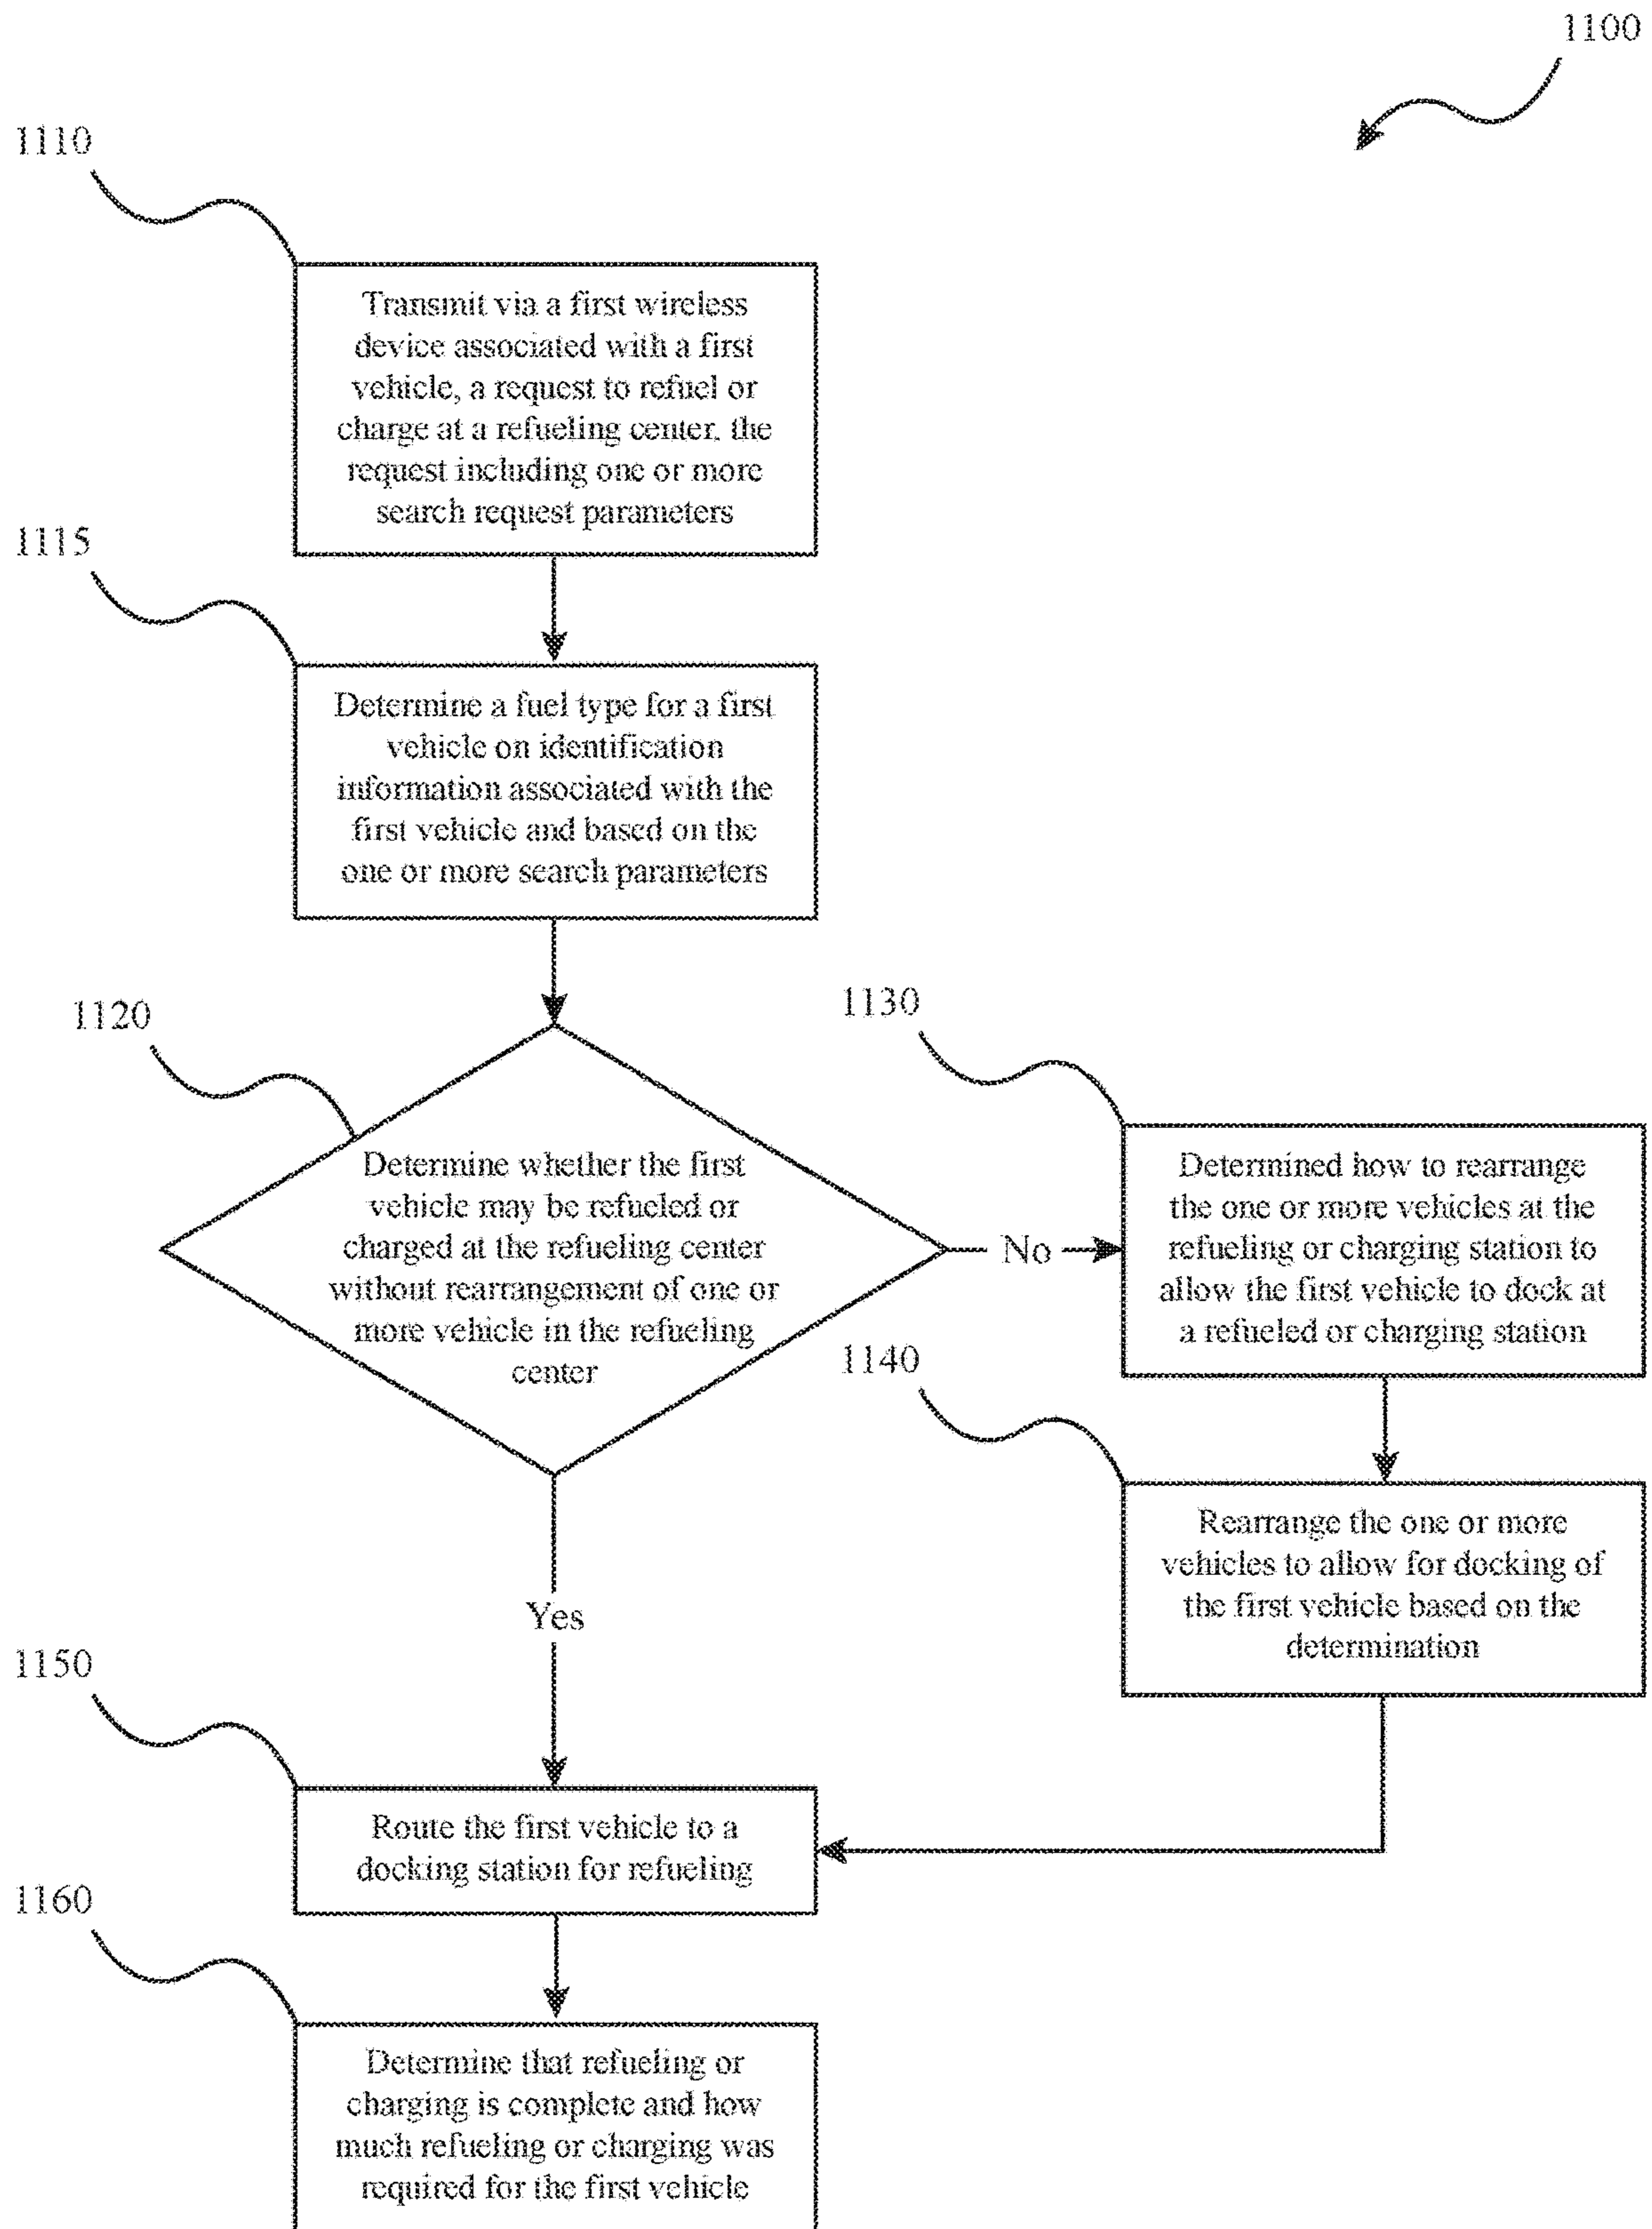 1100
1110
Transmit via a first wireless
device associated with a first
vehicle, a request to refuel or
charge at a refueling center, the
request including one or more
search request parameters
1115
Determine a fuel type for a first
vehicle on identification
information associated with the
first vehicle and based on the
one or more search parameters
1120
Determine whether the first
vehicle may be refueled or
charged at the refueling center
without rearrangement of one or
more vehicle in the refueling
center
No
1130
Determined how to rearrange
the one or more vehicles at the
refueling or charging station to
allow the first vehicle to dock at
a refueled or charging station
1140
Rearrange the one or more
vehicles to allow for docking of
the first vehicle based on the
determination
Yes
1150
Route the first vehicle to a
docking station for refueling
1160
Determine that refueling or
charging is complete and how
much refueling or charging was
required for the first vehicle